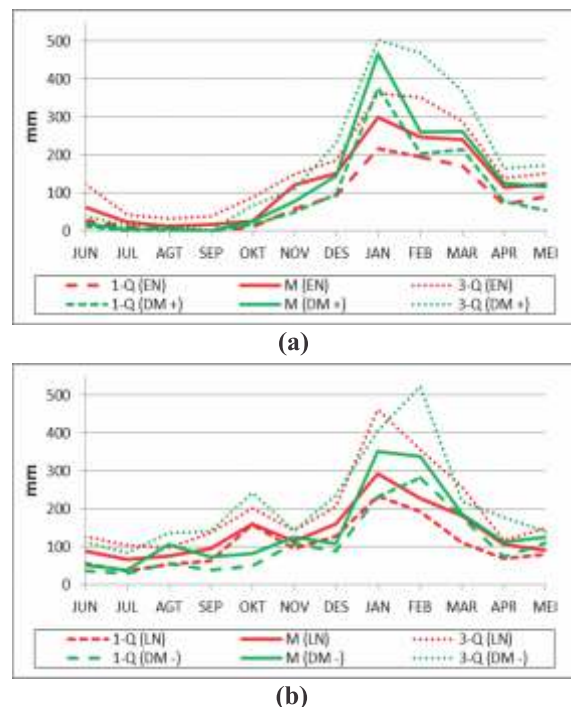 500
400
300
200
100
0
mm
JUN JUL AGT SEP OKT NOV DES JAN FEB MAR APR MEI
1-Q (EN) M (EN) 3-Q (EN)
1-Q (DM +) M (DM +) 3-Q (DM +)
(a)
500
400
300
200
100
0
mm
JUN JUL AGT SEP OKT NOV DES JAN FEB MAR APR MEI
1-Q (LN) M (LN) 3-Q (LN)
1-Q (DM -) M (DM -) 3-Q (DM -)
(b)